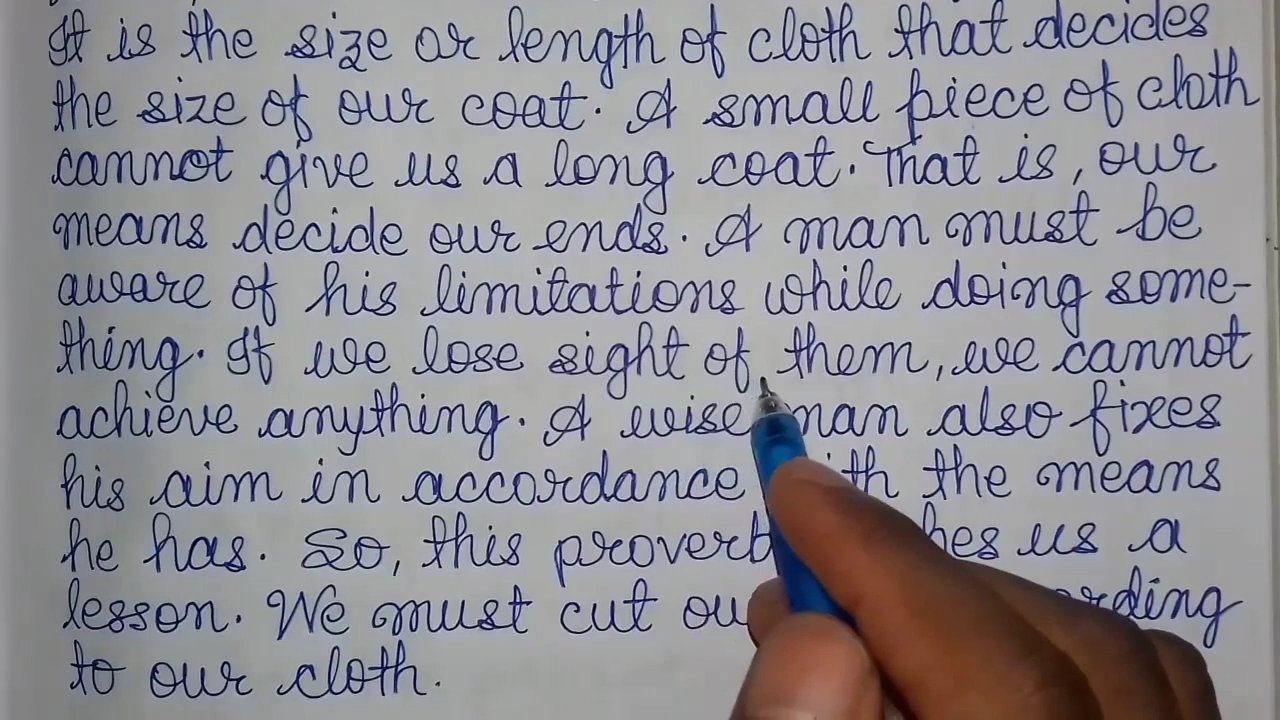 It is the size or length of cloth that decides
the size of our coat. A small piece of cloth
cannot give us a long coat. That is, our
means decide our ends. A man must be
aware of his limitations while doing some-
thing. If we lose sight of them, we cannot
achieve anything. A wise man also fixes
his aim in accordance the means
he has. So, this proverb us a
lesson. We must cut
to our cloth.